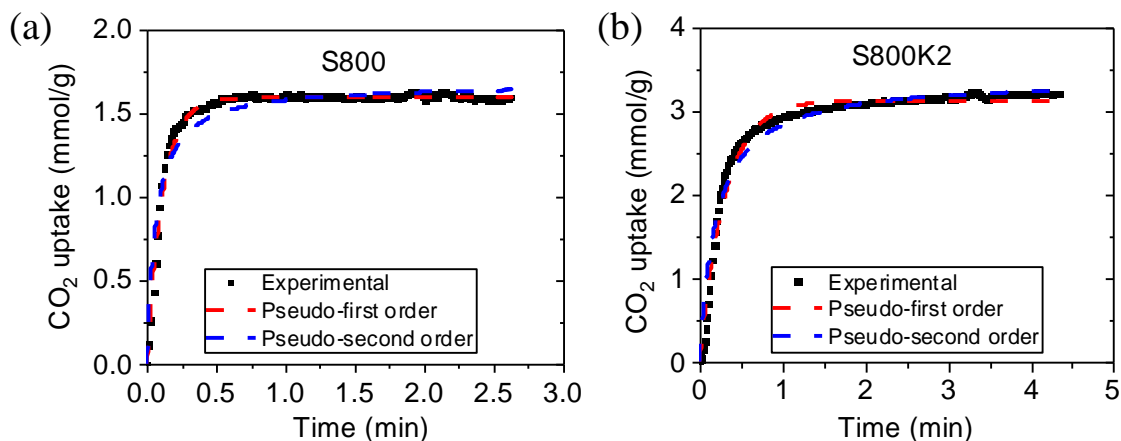 (a)
S800
CO₂ uptake (mmol/g)
2.0
1.5
1.0
0.5
0.0
Experimental
Pseudo-first order
Pseudo-second order
0.0 0.5 1.0 1.5 2.0 2.5 3.0
Time (min)
(b)
S800K2
CO₂ uptake (mmol/g)
4
3
2
1
0
Experimental
Pseudo-first order
Pseudo-second order
0 1 2 3 4 5
Time (min)